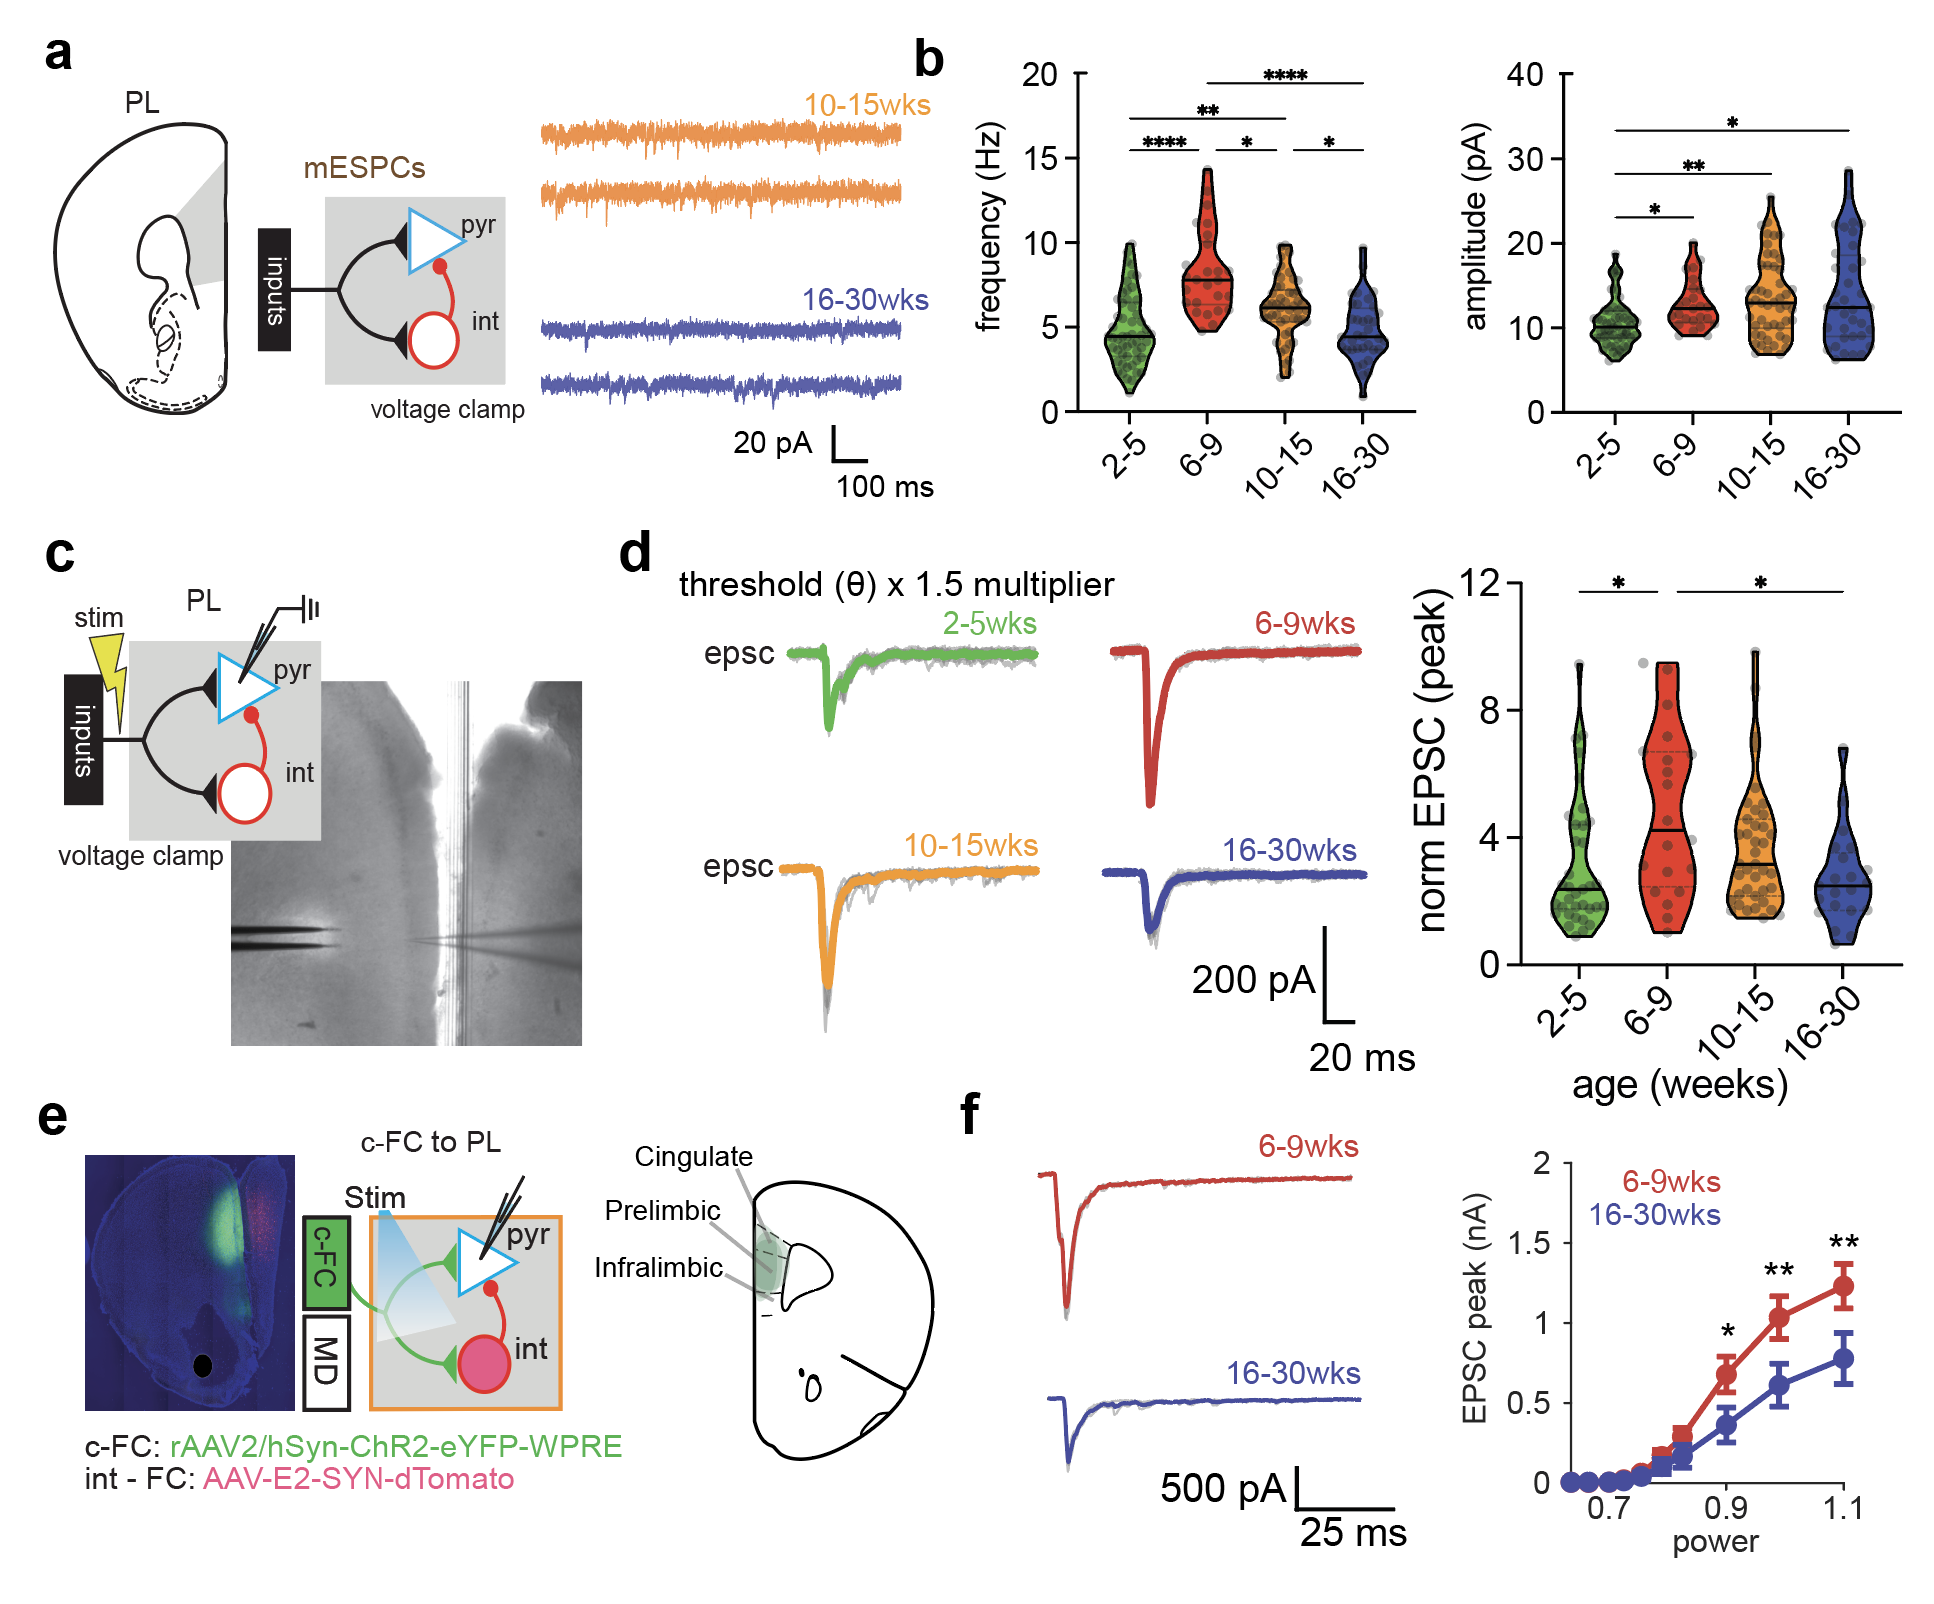 a
PL
mESPCs
inputs
pyr
int
voltage clamp
10-15wks
16-30wks
20 pA
100 ms
b
frequency (Hz)
20
15
10
5
0
****
**
****
*
*
2-5
6-9
10-15
16-30
amplitude (pA)
40
30
20
10
0
*
**
*
2-5
6-9
10-15
16-30
c
stim
PL
inputs
pyr
int
voltage clamp
d
threshold (θ) x 1.5 multiplier
epsc
2-5wks
6-9wks
epsc
10-15wks
16-30wks
200 pA
20 ms
norm EPSC (peak)
12
8
4
0
*
*
2-5
6-9
10-15
16-30
age (weeks)
e
c-FC to PL
Stim
c-FC
MD
pyr
int
Cingulate
Prelimbic
Infralimbic
c-FC: rAAV2/hSyn-ChR2-eYFP-WPRE
int - FC: AAV-E2-SYN-dTomato
f
6-9wks
16-30wks
500 pA
25 ms
EPSC peak (nA)
2
1.5
1
0.5
0
6-9wks
16-30wks
*
**
**
0.7
0.9
1.1
power